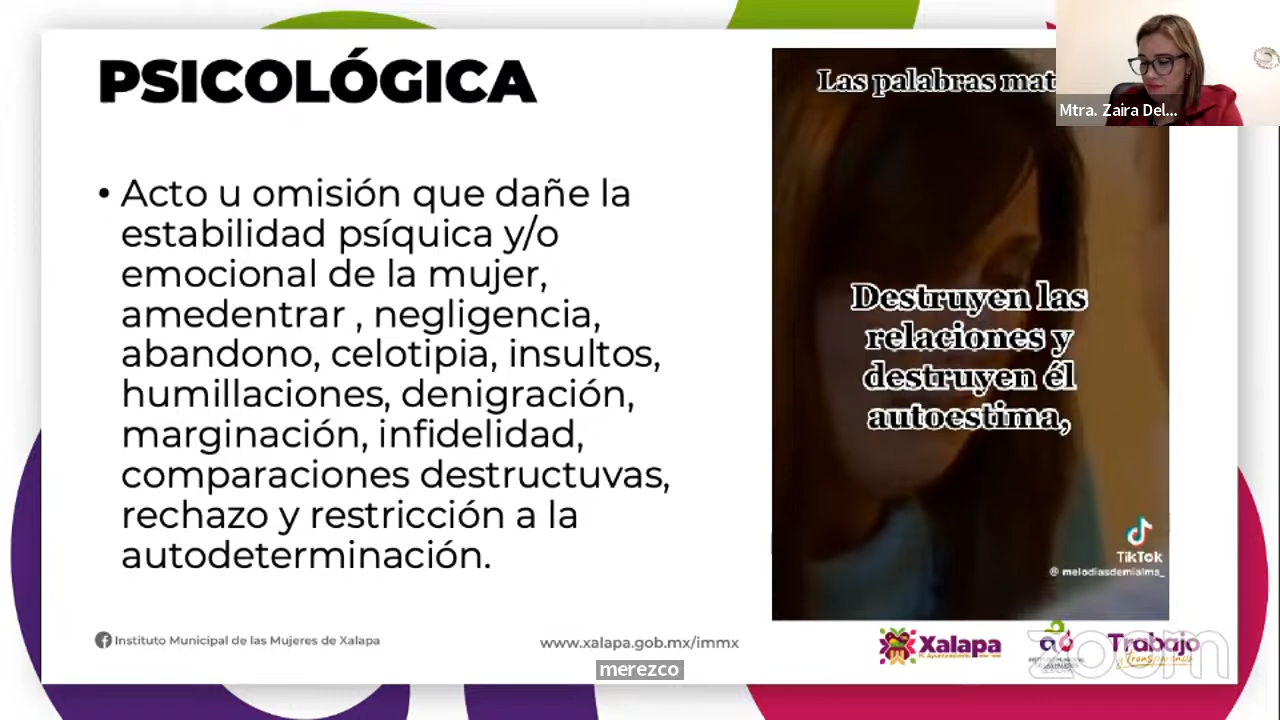 PSICOLÓGICA
• Acto u omisión que dañe la
estabilidad psíquica y/o
emocional de la mujer,
amedentrar , negligencia,
abandono, celotipia, insultos,
humillaciones, denigración,
marginación, infidelidad,
comparaciones destructuvas,
rechazo y restricción a la
autodeterminación.
Las palabras mat
Destruyen las
relaciones y
destruyen él
autoestima,
TikTok
@melodiasdemialma_
Mtra. Zaira Del...
Instituto Municipal de las Mujeres de Xalapa
www.xalapa.gob.mx/immx
Xalapa
Trabajo
zoom
merezco